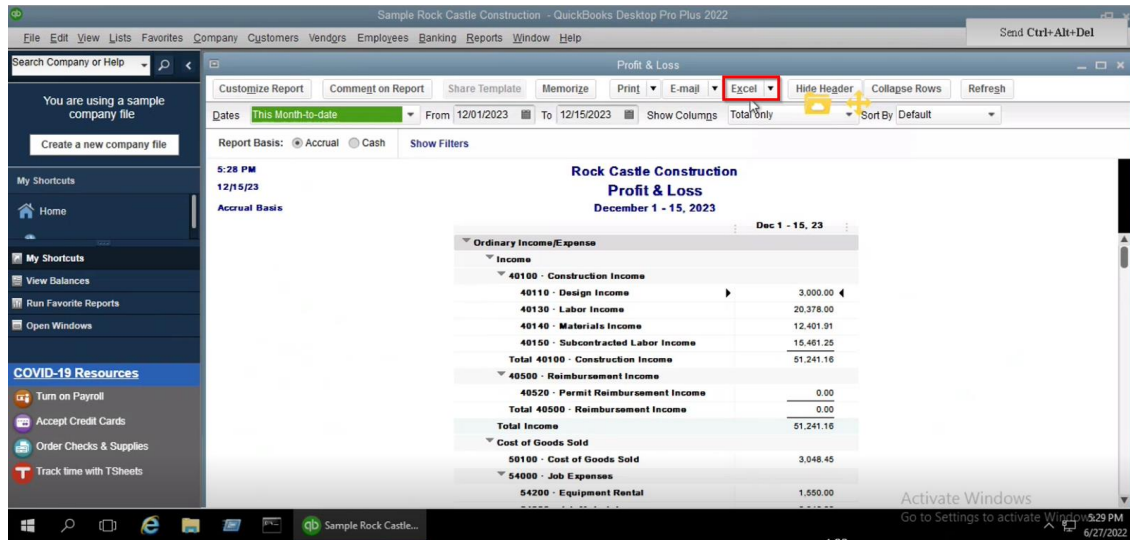 Sample Rock Castle Construction - QuickBooks Desktop Pro Plus 2022
File Edit View Lists Favorites Company Customers Vendors Employees Banking Reports Window Help
Send Ctrl+Alt+Del
Search Company or Help
Profit & Loss
You are using a sample
company file
Create a new company file
My Shortcuts
Home
My Shortcuts
View Balances
Run Favorite Reports
Open Windows
COVID-19 Resources
Turn on Payroll
Accept Credit Cards
Order Checks & Supplies
Track time with TSheets
Customize Report Comment on Report Share Template Memorize Print E-mail Excel Hide Header Collapse Rows Refresh
Dates This Month-to-date From 12/01/2023 To 12/15/2023 Show Columns Total only Sort By Default
Report Basis: Accrual Cash Show Filters
5:28 PM
12/15/23
Accrual Basis
Rock Castle Construction
Profit & Loss
December 1 - 15, 2023
Dec 1 - 15, 23
Ordinary Income/Expense
Income
40100 · Construction Income
40110 · Design Income 3,000.00
40130 · Labor Income 20,378.00
40140 · Materials Income 12,401.91
40150 · Subcontracted Labor Income 15,461.25
Total 40100 · Construction Income 51,241.16
40500 · Reimbursement Income
40520 · Permit Reimbursement Income 0.00
Total 40500 · Reimbursement Income 0.00
Total Income 51,241.16
Cost of Goods Sold
50100 · Cost of Goods Sold 3,048.45
54000 · Job Expenses
54200 · Equipment Rental 1,550.00
Activate Windows
Go to Settings to activate Windows
qb Sample Rock Castle...
5:29 PM
6/27/2022